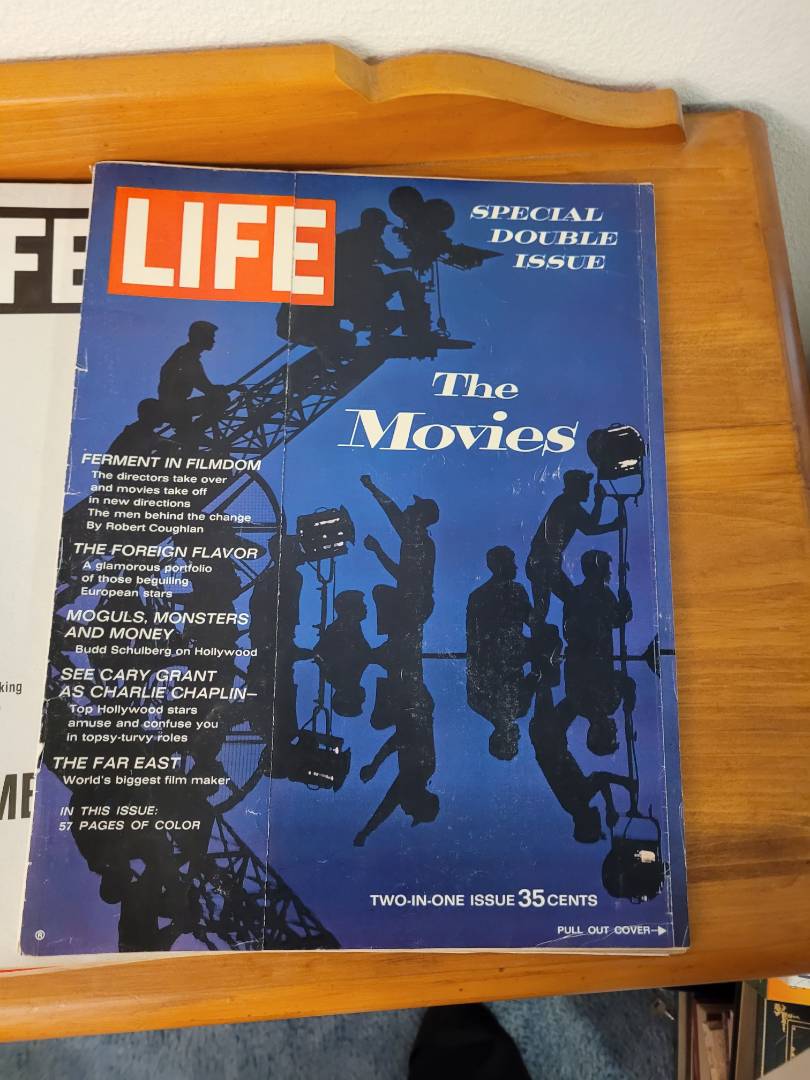 LIFE
SPECIAL
DOUBLE
ISSUE
The
Movies
FERMENT IN FILMDOM
The directors take over
and movies take off
in new directions
The men behind the change
By Robert Coughlan
THE FOREIGN FLAVOR
A glamorous portfolio
of those beguiling
European stars
MOGULS, MONSTERS
AND MONEY
Budd Schulberg on Hollywood
SEE CARY GRANT
AS CHARLIE CHAPLIN—
Top Hollywood stars
amuse and confuse you
in topsy-turvy roles
THE FAR EAST
World's biggest film maker
IN THIS ISSUE:
57 PAGES OF COLOR
TWO-IN-ONE ISSUE 35 CENTS
PULL OUT COVER→
®
FE
king
ME